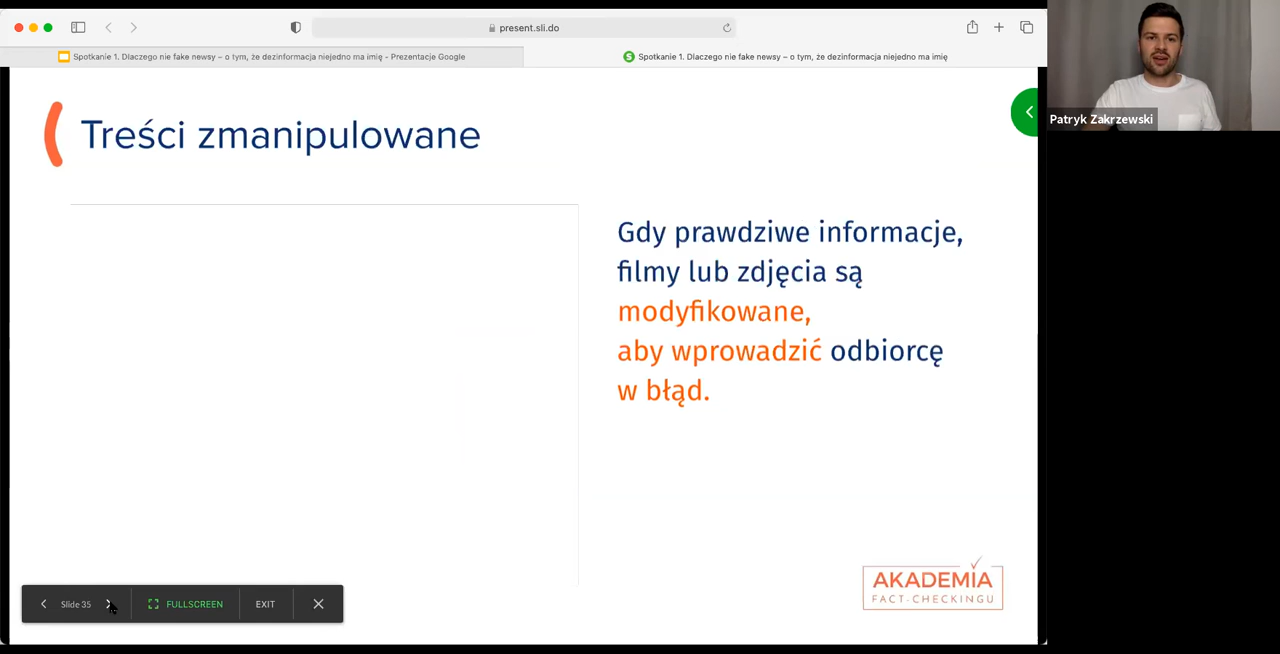 present.sli.do
Spotkanie 1. Dlaczego nie fake newsy – o tym, że dezinformacja niejedno ma imię - Prezentacje Google
Spotkanie 1. Dlaczego nie fake newsy – o tym, że dezinformacja niejedno ma imię
Patryk Zakrzewski
Treści zmanipulowane
Gdy prawdziwe informacje,
filmy lub zdjęcia są
modyfikowane,
aby wprowadzić odbiorcę
w błąd.
AKADEMIA
FACT-CHECKINGU
Slide 35
FULLSCREEN
EXIT